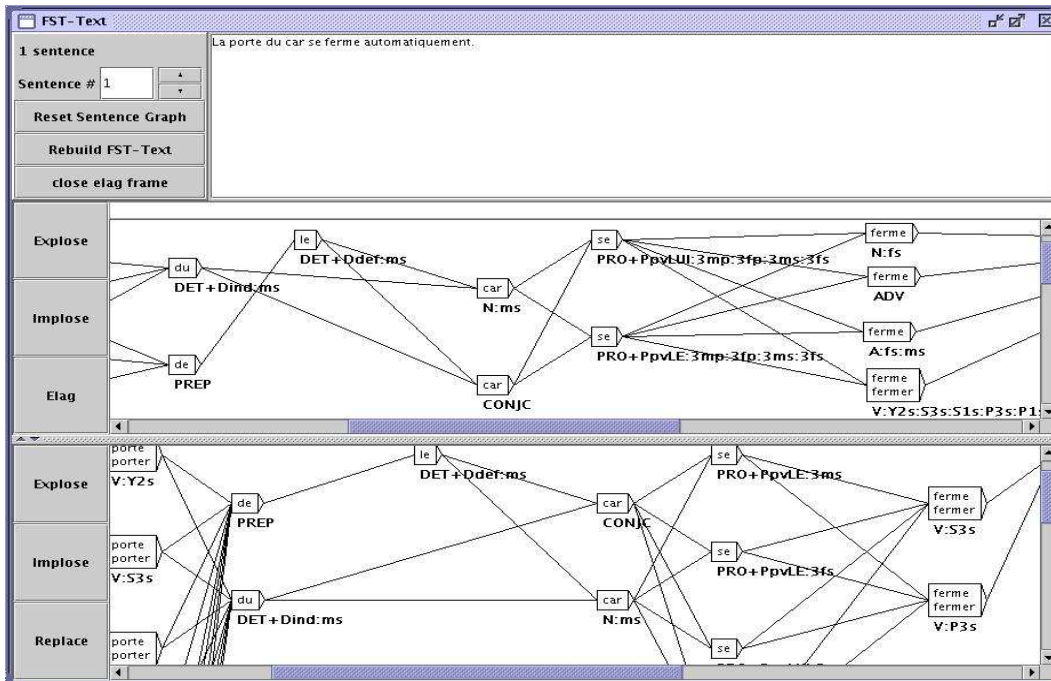 FST-Text
1 sentence
Sentence # 1
Reset Sentence Graph
Rebuild FST-Text
close elag frame
La porte du car se ferme automatiquement.
Explose
Implose
Elag
le
DET+Ddef:ms
du
DET+Dind:ms
de
PREP
car
N:ms
car
CONJC
se
PRO+PpvLUI:3mp:3fp:3ms:3fs
se
PRO+PpvLE:3mp:3fp:3ms:3fs
ferme
N:fs
ferme
ADV
ferme
A:fs:ms
ferme
fermer
V:Y2s:S3s:S1s:P3s:P1s
Explose
Implose
Replace
porte
porter
V:Y2s
porte
porter
V:S3s
porte
porter
de
PREP
du
DET+Dind:ms
le
DET+Ddef:ms
car
CONJC
car
N:ms
se
PRO+PpvLE:3ms
se
PRO+PpvLE:3fs
se
ferme
fermer
V:S3s
ferme
fermer
V:P3s